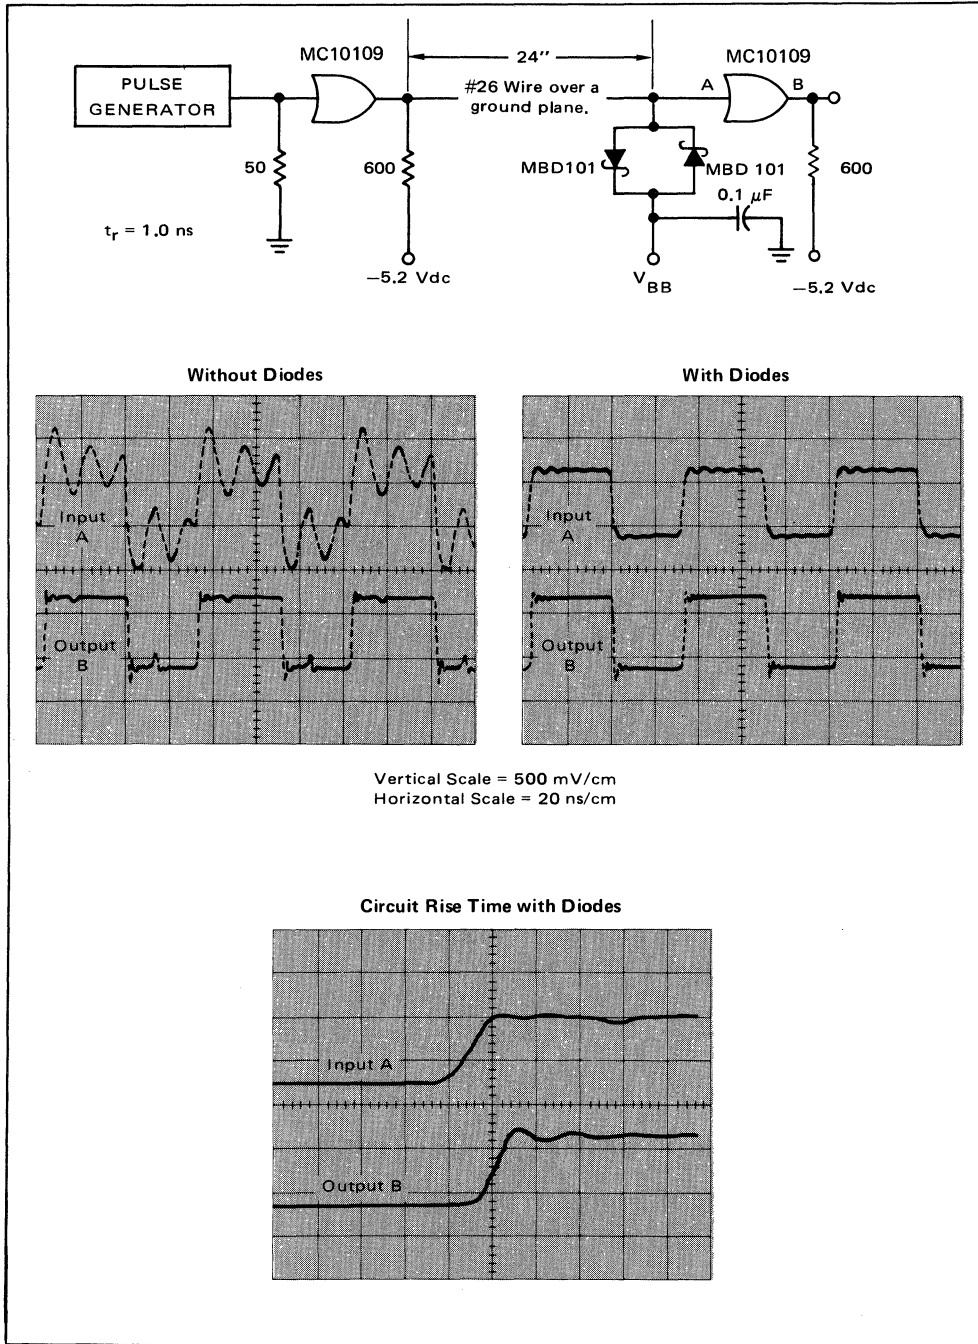 MC10109
24″
MC10109
PULSE
GENERATOR
#26 Wire over a
ground plane.
A
B
50
600
MBD101
MBD 101
600
0.1 μF
tr = 1.0 ns
−5.2 Vdc
VBB
−5.2 Vdc
Without Diodes
With Diodes
Input
A
Output
B
Input
A
Output
B
Vertical Scale = 500 mV/cm
Horizontal Scale = 20 ns/cm
Circuit Rise Time with Diodes
Input A
Output B